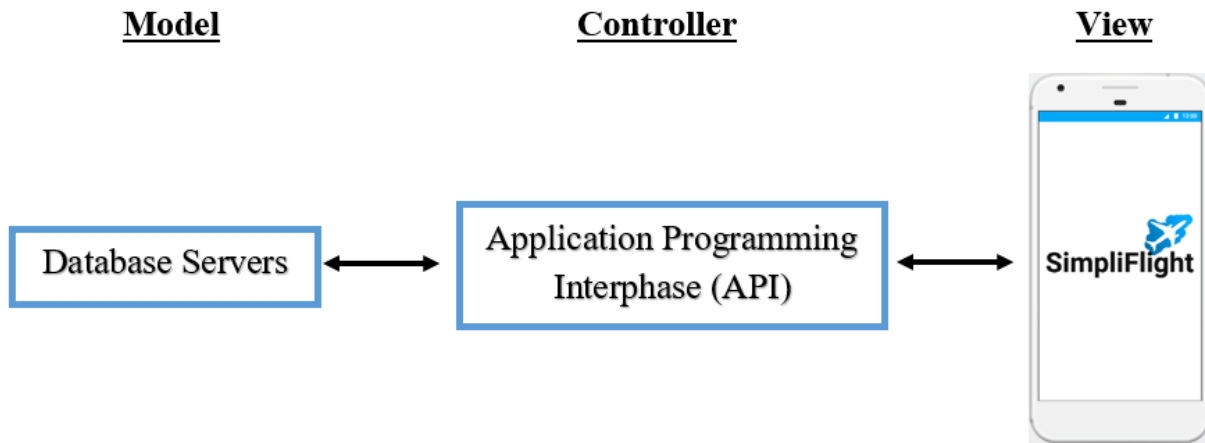 Model
Controller
View
Database Servers
Application Programming
Interphase (API)
SimpliFlight